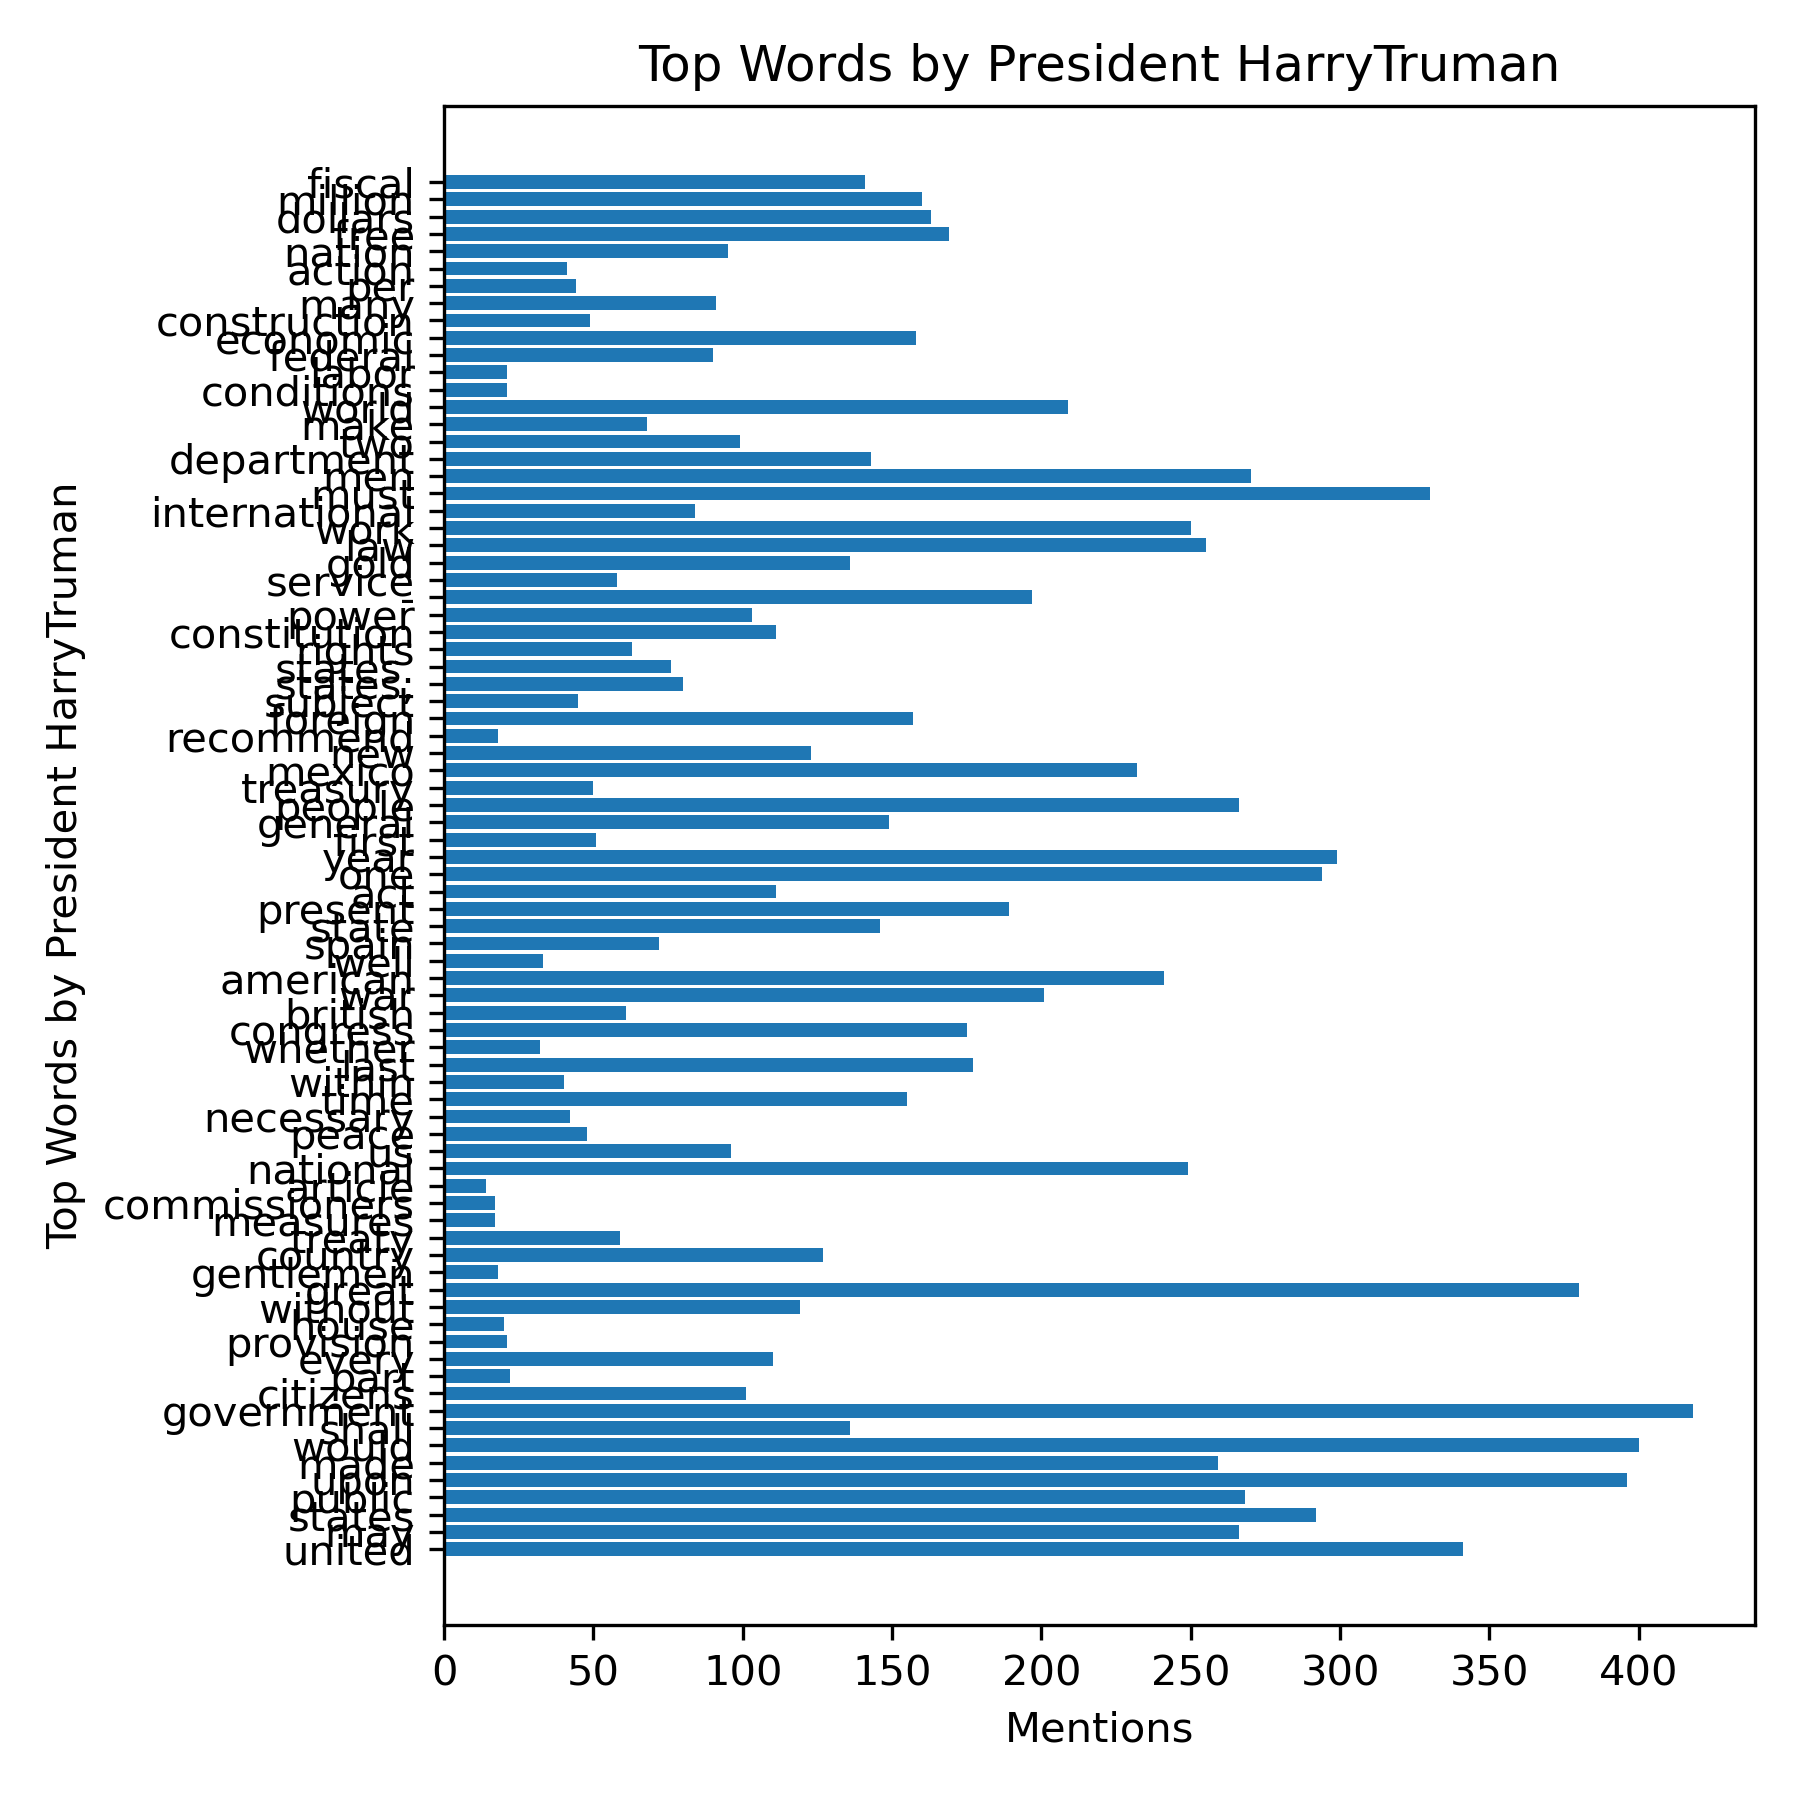 Top Words by President HarryTruman
Top Words by President HarryTruman
fiscal
million
dollars
free
nation
action
per
many
construction
economic
federal
labor
conditions
world
make
two
department
men
must
international
work
law
gold
service
-
power
constitution
rights
states.
states,
subject
foreign
recommend
new
mexico
treasury
people
general
first
year
one
act
present
state
spain
well
american
war
british
congress
whether
last
within
time
necessary
peace
us
national
article
commissioners
measures
treaty
country
gentlemen
great
without
house
provision
every
part
citizens
government
shall
would
made
upon
public
states
may
united
0 50 100 150 200 250 300 350 400
Mentions